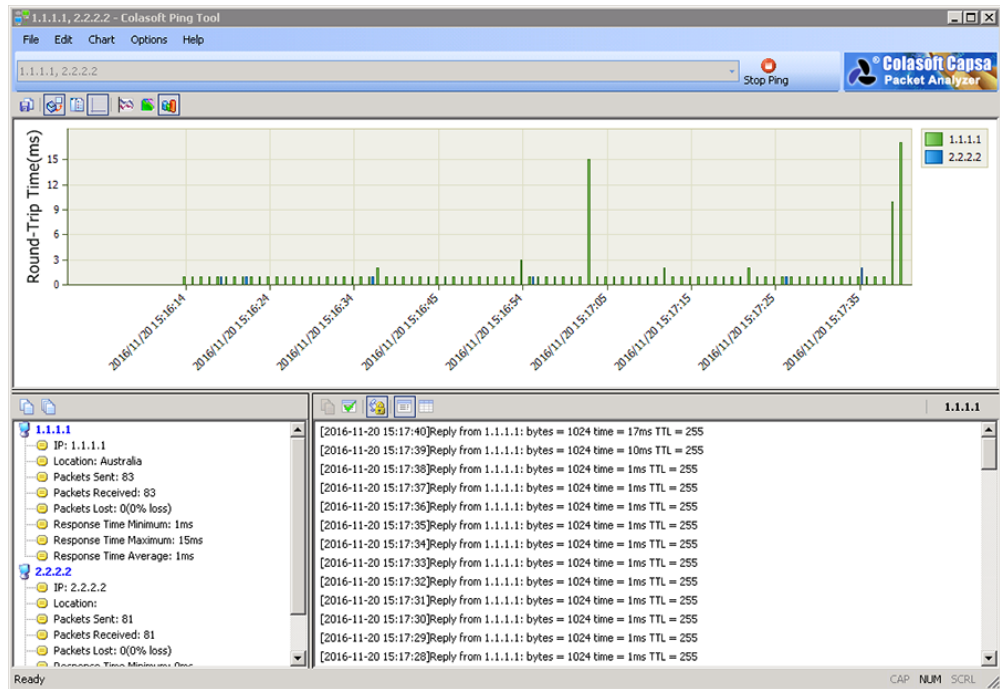 1.1.1.1, 2.2.2.2 - Colasoft Ping Tool
File Edit Chart Options Help
1.1.1.1, 2.2.2.2
Stop Ping
Colasoft Capsa
Packet Analyzer
Round-Trip Time(ms)
15
12
9
6
3
0
2016/11/20 15:16:14
2016/11/20 15:16:24
2016/11/20 15:16:34
2016/11/20 15:16:45
2016/11/20 15:16:54
2016/11/20 15:17:05
2016/11/20 15:17:15
2016/11/20 15:17:25
2016/11/20 15:17:35
1.1.1.1
2.2.2.2
1.1.1.1
IP: 1.1.1.1
Location: Australia
Packets Sent: 83
Packets Received: 83
Packets Lost: 0(0% loss)
Response Time Minimum: 1ms
Response Time Maximum: 15ms
Response Time Average: 1ms
2.2.2.2
IP: 2.2.2.2
Location:
Packets Sent: 81
Packets Received: 81
Packets Lost: 0(0% loss)
Response Time Minimum: 0ms
1.1.1.1
[2016-11-20 15:17:40]Reply from 1.1.1.1: bytes = 1024 time = 17ms TTL = 255
[2016-11-20 15:17:39]Reply from 1.1.1.1: bytes = 1024 time = 10ms TTL = 255
[2016-11-20 15:17:38]Reply from 1.1.1.1: bytes = 1024 time = 1ms TTL = 255
[2016-11-20 15:17:37]Reply from 1.1.1.1: bytes = 1024 time = 1ms TTL = 255
[2016-11-20 15:17:36]Reply from 1.1.1.1: bytes = 1024 time = 1ms TTL = 255
[2016-11-20 15:17:35]Reply from 1.1.1.1: bytes = 1024 time = 1ms TTL = 255
[2016-11-20 15:17:34]Reply from 1.1.1.1: bytes = 1024 time = 1ms TTL = 255
[2016-11-20 15:17:33]Reply from 1.1.1.1: bytes = 1024 time = 1ms TTL = 255
[2016-11-20 15:17:32]Reply from 1.1.1.1: bytes = 1024 time = 1ms TTL = 255
[2016-11-20 15:17:31]Reply from 1.1.1.1: bytes = 1024 time = 1ms TTL = 255
[2016-11-20 15:17:30]Reply from 1.1.1.1: bytes = 1024 time = 1ms TTL = 255
[2016-11-20 15:17:29]Reply from 1.1.1.1: bytes = 1024 time = 1ms TTL = 255
[2016-11-20 15:17:28]Reply from 1.1.1.1: bytes = 1024 time = 1ms TTL = 255
Ready
CAP NUM SCRL